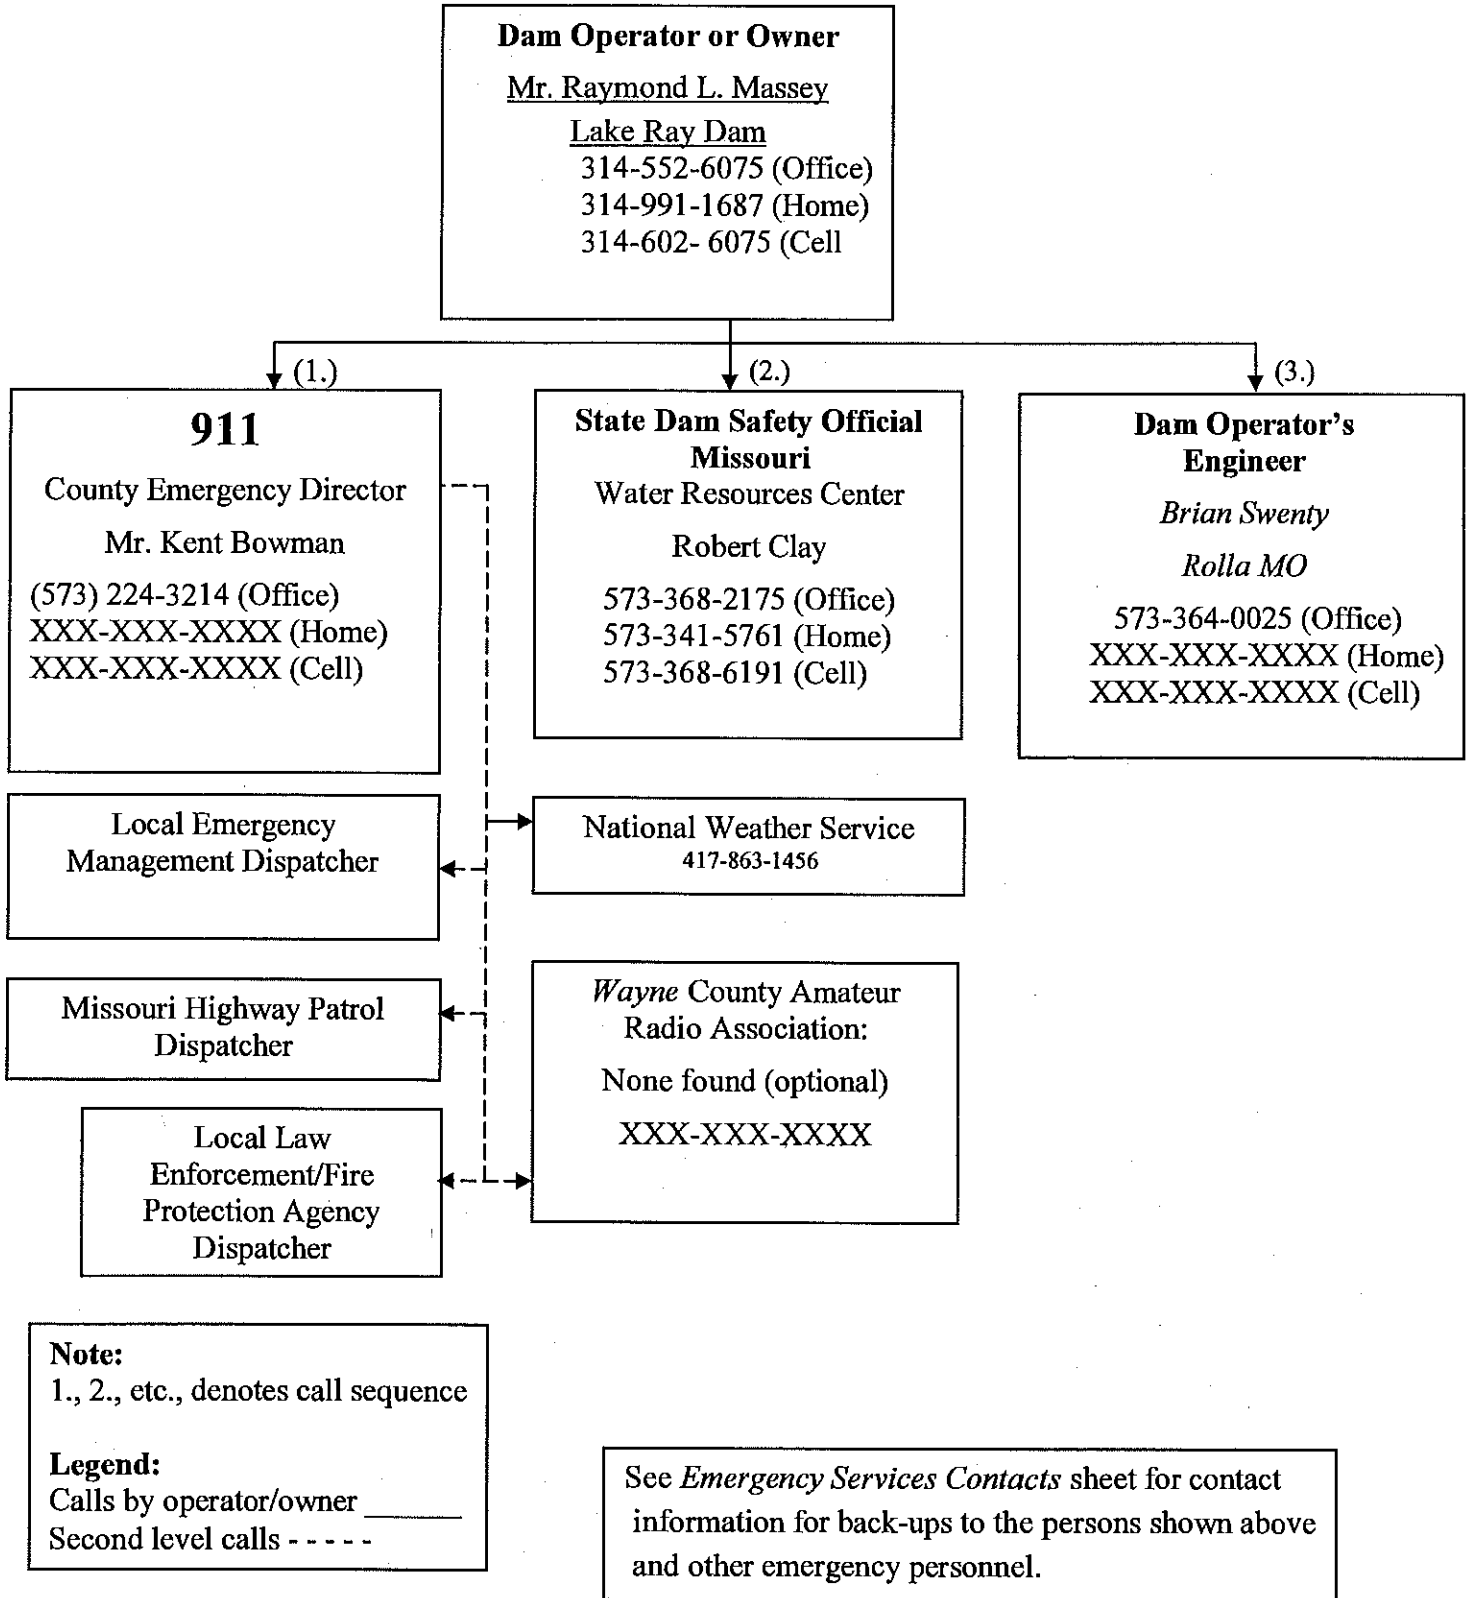 Dam Operator or Owner
Mr. Raymond L. Massey
Lake Ray Dam
314-552-6075 (Office)
314-991-1687 (Home)
314-602- 6075 (Cell
(1.)
(2.)
(3.)
911
County Emergency Director
Mr. Kent Bowman
(573) 224-3214 (Office)
XXX-XXX-XXXX (Home)
XXX-XXX-XXXX (Cell)
State Dam Safety Official
Missouri
Water Resources Center
Robert Clay
573-368-2175 (Office)
573-341-5761 (Home)
573-368-6191 (Cell)
Dam Operator's
Engineer
Brian Swenty
Rolla MO
573-364-0025 (Office)
XXX-XXX-XXXX (Home)
XXX-XXX-XXXX (Cell)
Local Emergency
Management Dispatcher
National Weather Service
417-863-1456
Missouri Highway Patrol
Dispatcher
Wayne County Amateur
Radio Association:
None found (optional)
XXX-XXX-XXXX
Local Law
Enforcement/Fire
Protection Agency
Dispatcher
Note:
1., 2., etc., denotes call sequence
Legend:
Calls by operator/owner _______
Second level calls - - - - -
See Emergency Services Contacts sheet for contact
information for back-ups to the persons shown above
and other emergency personnel.